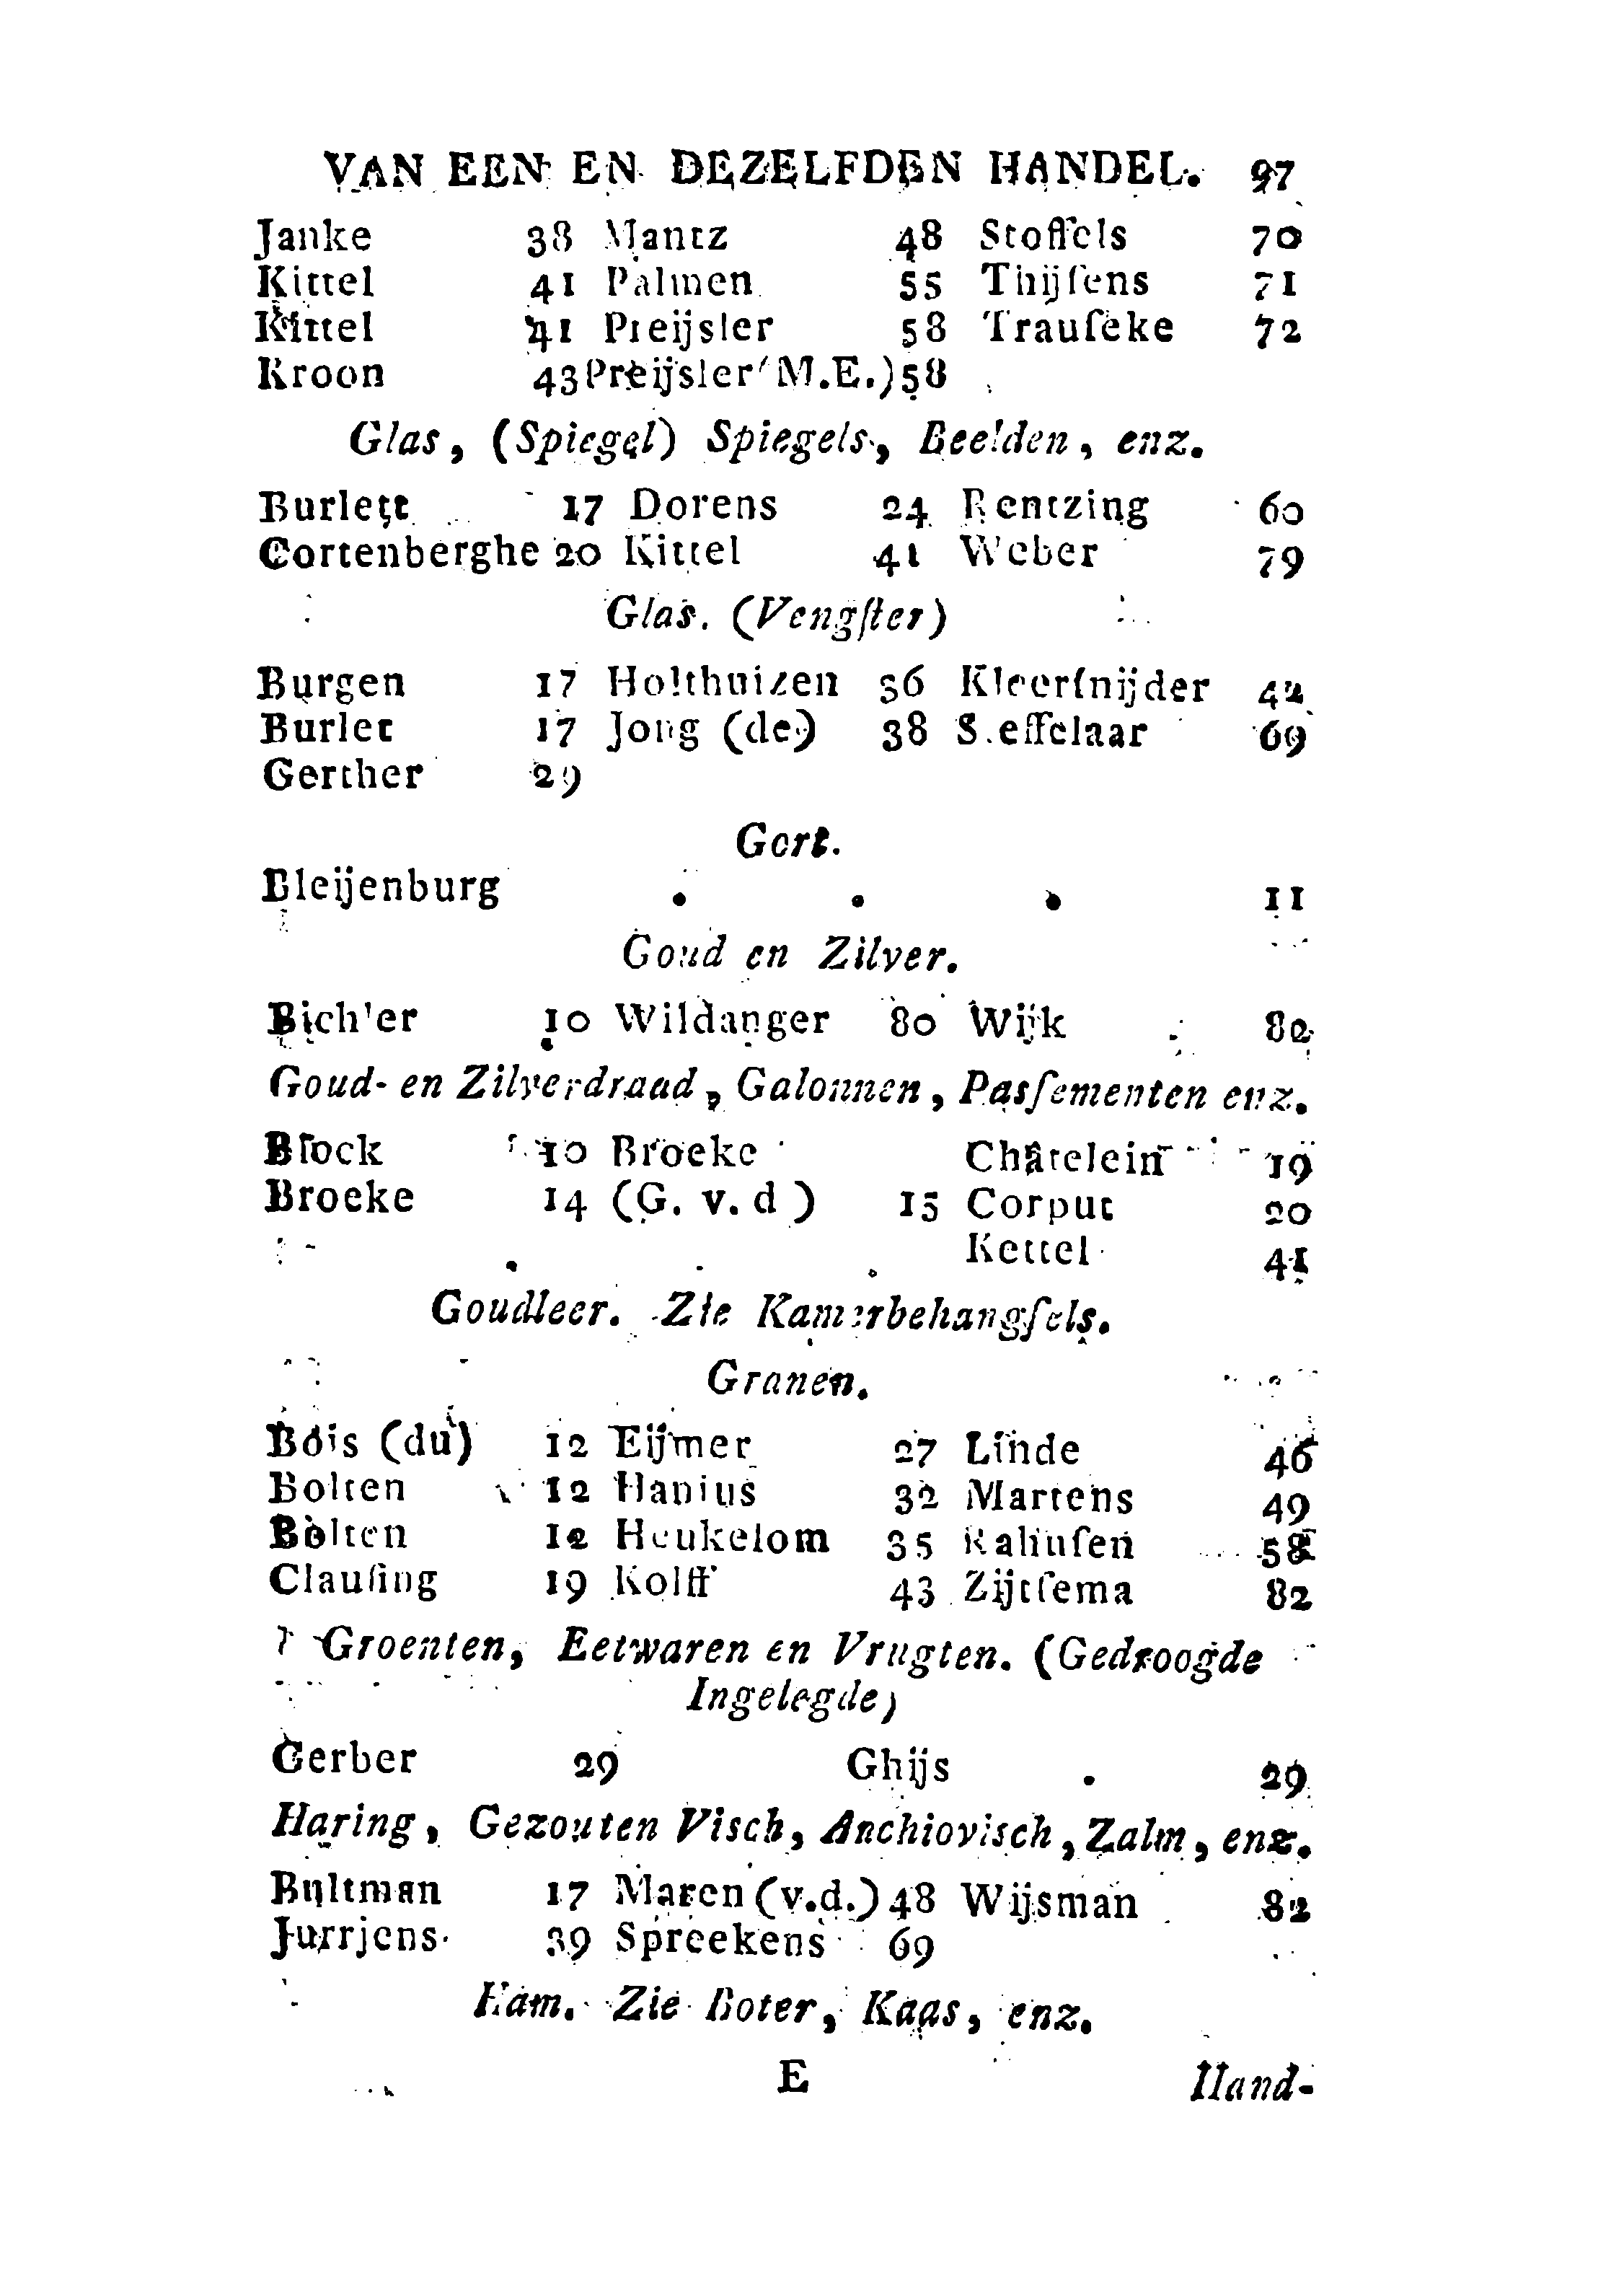 VAN EEN EN DEZELFDEN HANDEL. 97
Janke 38 Mantz 48 Stoffels 70
Kittel 41 Palmen 55 Thijſens 71
Kittel 41 Preijsler 58 Trauſeke 72
Kroon 43 Preijsler (M.E.) 58
Glas, (Spiegel) Spiegels, Beelden, enz.
Burlett 17 Dorens 24 Rentzing 60
Cortenberghe 20 Kittel 41 Weber 79
Glas. (Vengſter)
Burgen 17 Holthuizen 36 Kleerſnijder 42
Burlet 17 Jong (de) 38 Steffelaar 69
Gerther 29
Gort.
Bleijenburg . . . 11
Goud en Zilver.
Bichler 10 Wildanger 80 Wijk 82
Goud- en Zilverdraad, Galonnen, Pasſementen enz.
Block 10 Broeke Châtelein 19
Broeke 14 (G. v. d) 15 Corput 20
. . . Kettel 41
Goudleer. Zie Kamerbehangſels.
Granen.
Bois (du) 12 Eijmer 27 Linde 46
Bolten 12 Hanius 32 Martens 49
Bolten 12 Heukelom 35 58
Clauſing 19 Kolff 43 Zijtſema 82
Groenten, Eetwaren en Vrugten. (Gedroogde
Ingelegde)
Gerber 29 Ghijs . 29
Haring, Gezouten Visch, Anchiovisch, Zalm, enz.
Bultman 17 Maren (v.d.) 48 Wijsman 82
Jurrjens 39 Spreekens 69
Ham. Zie Boter, Kaas, enz.
E Hand-